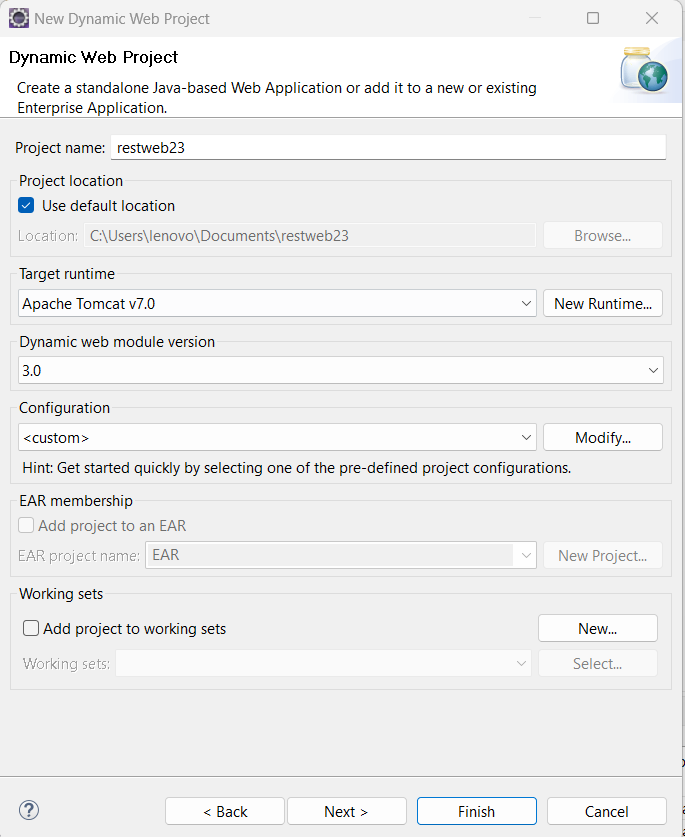 New Dynamic Web Project
Dynamic Web Project
Create a standalone Java-based Web Application or add it to a new or existing
Enterprise Application.
Project name: restweb23
Project location
Use default location
Location: C:\Users\lenovo\Documents\restweb23 Browse...
Target runtime
Apache Tomcat v7.0 New Runtime...
Dynamic web module version
3.0
Configuration
<custom> Modify...
Hint: Get started quickly by selecting one of the pre-defined project configurations.
EAR membership
Add project to an EAR
EAR project name: EAR New Project...
Working sets
Add project to working sets New...
Working sets: Select...
? < Back Next > Finish Cancel